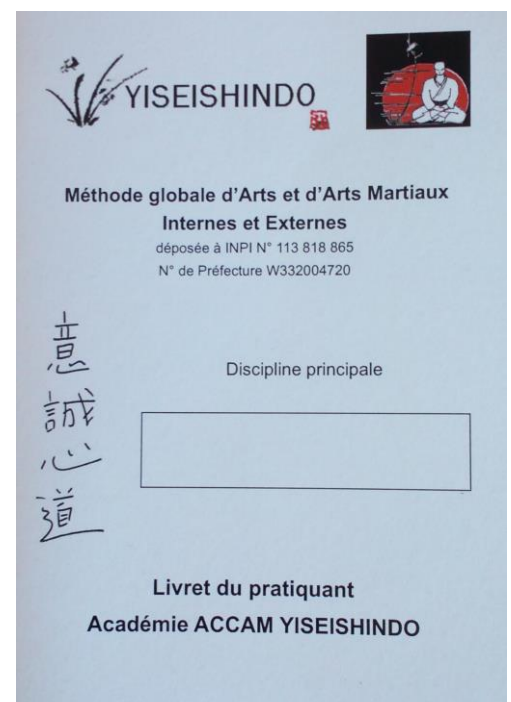 YISEISHINDO
Méthode globale d'Arts et d'Arts Martiaux
Internes et Externes
déposée à INPI N° 113 818 865
N° de Préfecture W332004720
意
誠
心
道
Discipline principale
Livret du pratiquant
Académie ACCAM YISEISHINDO